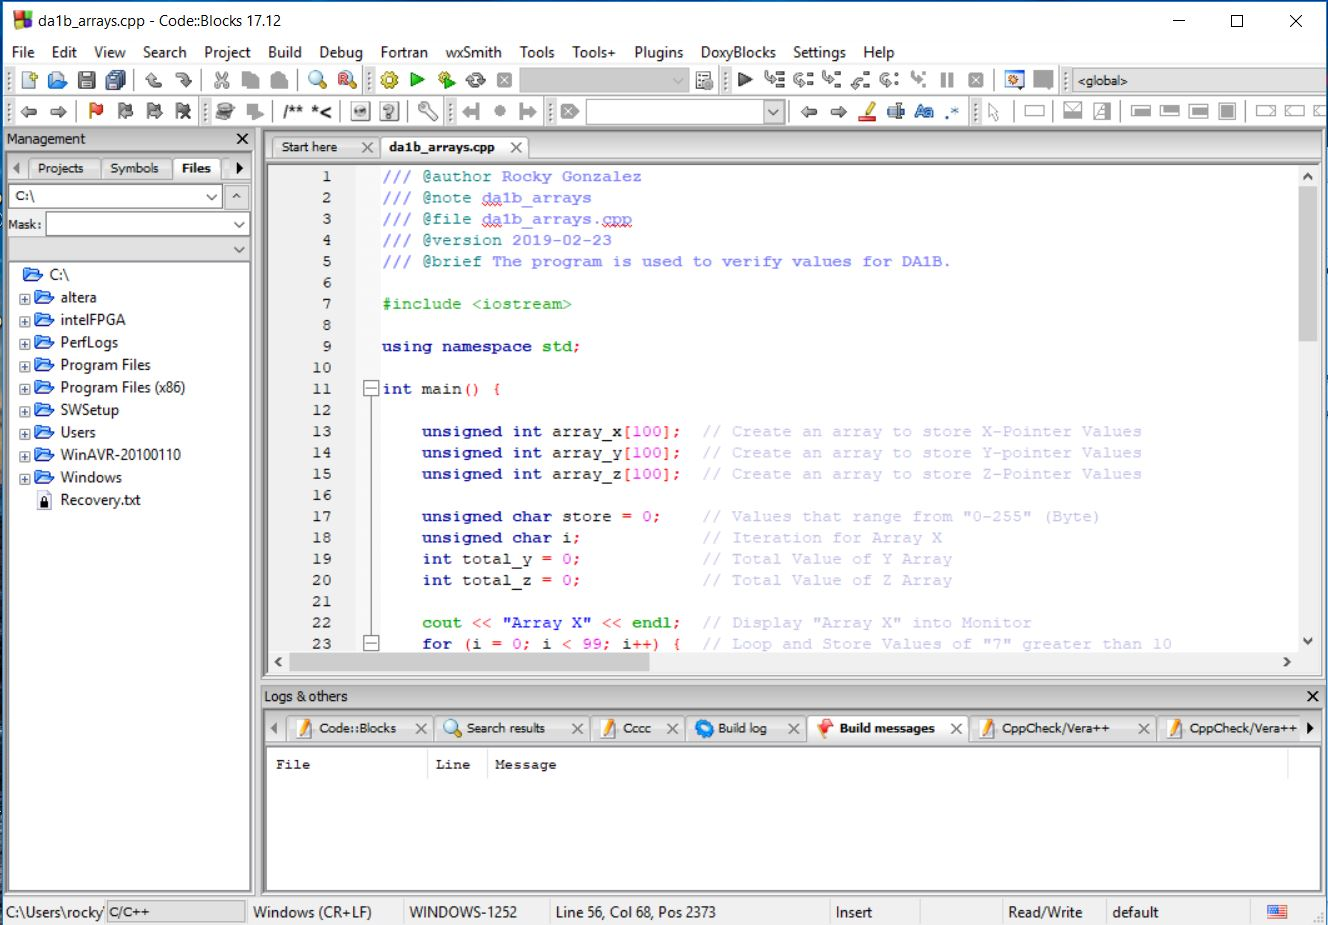 da1b_arrays.cpp - Code::Blocks 17.12
File Edit View Search Project Build Debug Fortran wxSmith Tools Tools+ Plugins DoxyBlocks Settings Help
<global>
/** *<
Management
Projects Symbols Files
C:\
Mask:
C:\
altera
intelFPGA
PerfLogs
Program Files
Program Files (x86)
SWSetup
Users
WinAVR-20100110
Windows
Recovery.txt
Start here da1b_arrays.cpp
1 /// @author Rocky Gonzalez
2 /// @note da1b_arrays
3 /// @file da1b_arrays.cpp
4 /// @version 2019-02-23
5 /// @brief The program is used to verify values for DA1B.
6
7 #include <iostream>
8
9 using namespace std;
10
11 int main() {
12
13 unsigned int array_x[100]; // Create an array to store X-Pointer Values
14 unsigned int array_y[100]; // Create an array to store Y-pointer Values
15 unsigned int array_z[100]; // Create an array to store Z-Pointer Values
16
17 unsigned char store = 0; // Values that range from "0-255" (Byte)
18 unsigned char i; // Iteration for Array X
19 int total_y = 0; // Total Value of Y Array
20 int total_z = 0; // Total Value of Z Array
21
22 cout << "Array X" << endl; // Display "Array X" into Monitor
23 for (i = 0; i < 99; i++) { // Loop and Store Values of "7" greater than 10
Logs & others
Code::Blocks Search results Cccc Build log Build messages CppCheck/Vera++ CppCheck/Vera++
File Line Message
C:\Users\rocky C/C++ Windows (CR+LF) WINDOWS-1252 Line 56, Col 68, Pos 2373 Insert Read/Write default